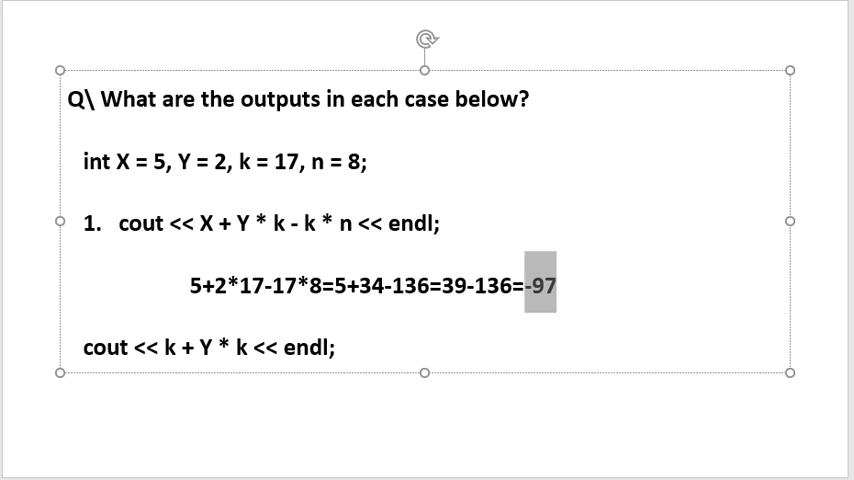 Q\ What are the outputs in each case below?
int X = 5, Y = 2, k = 17, n = 8;
1. cout << X + Y * k - k * n << endl;
5+2*17-17*8=5+34-136=39-136=-97
cout << k + Y * k << endl;